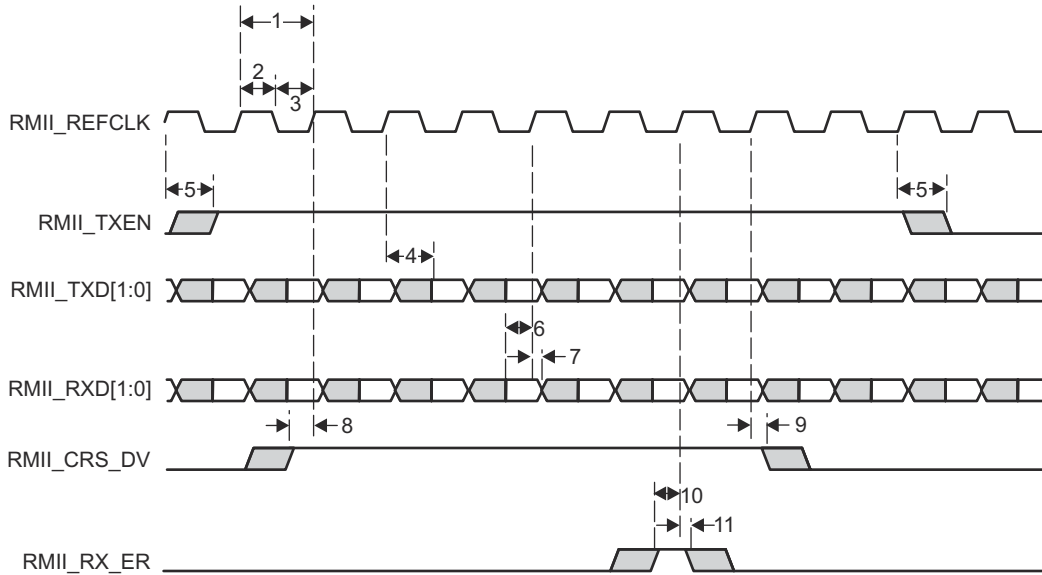 1
2
3
RMII_REFCLK
5
5
RMII_TXEN
4
RMII_TXD[1:0]
6
7
RMII_RXD[1:0]
8
9
RMII_CRS_DV
10
11
RMII_RX_ER